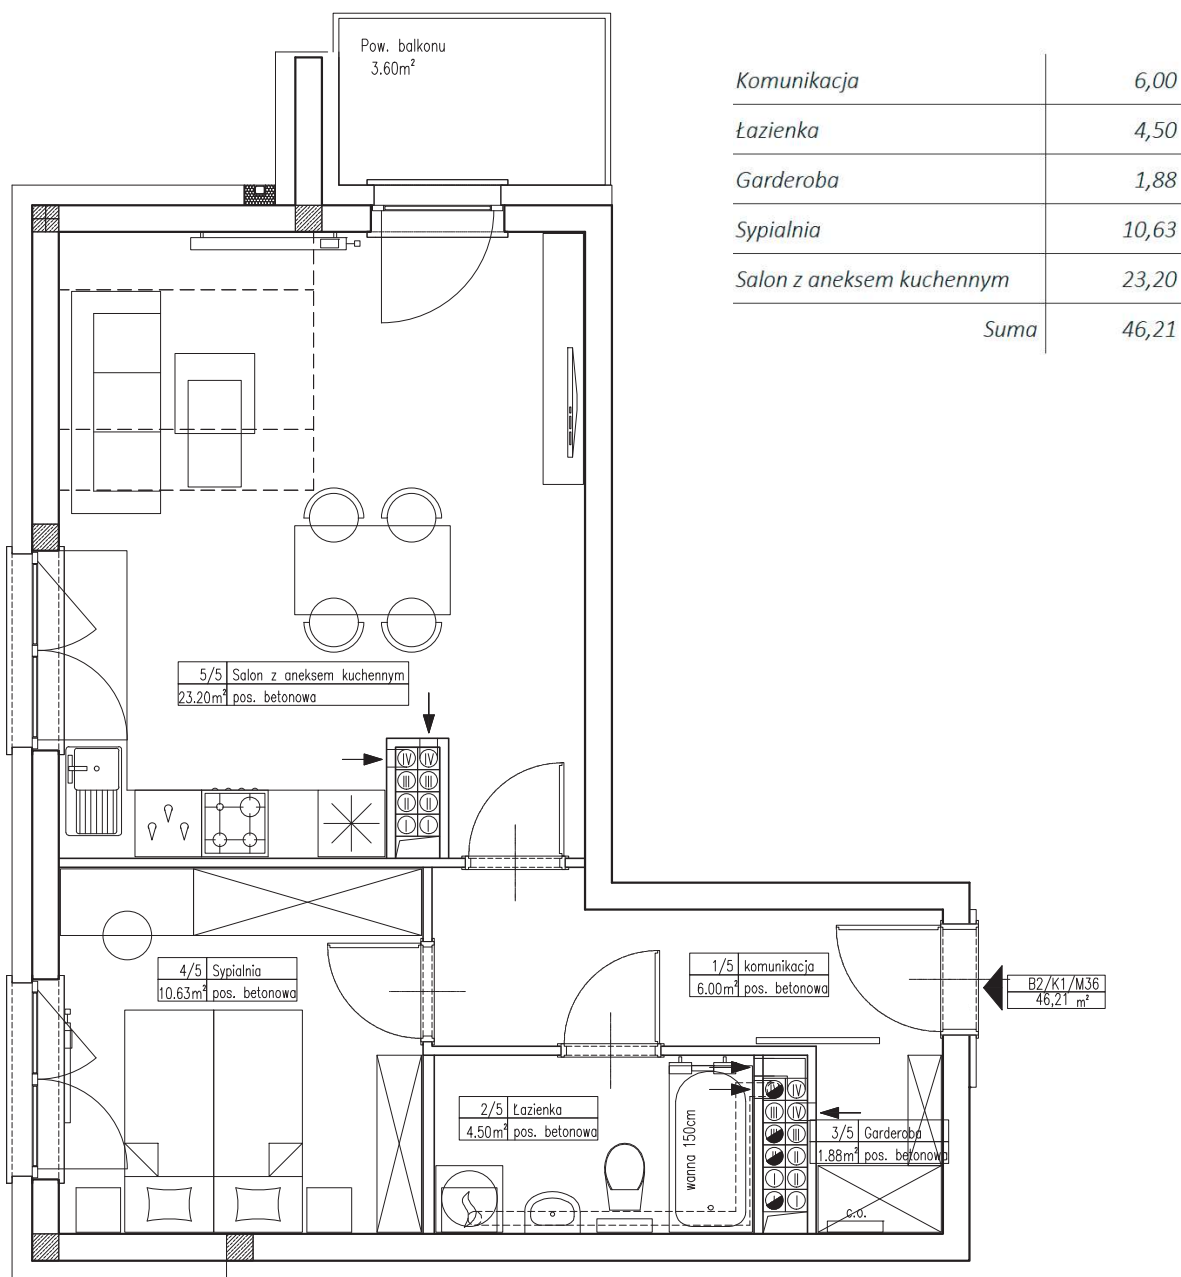 Pow. balkonu
3.60m²
Komunikacja 6,00
Łazienka 4,50
Garderoba 1,88
Sypialnia 10,63
Salon z aneksem kuchennym 23,20
Suma 46,21
5/5 Salon z aneksem kuchennym
23.20m² pos. betonowa
IV IV
III III
II II
I I
4/5 Sypialnia
10.63m² pos. betonowa
1/5 komunikacja
6.00m² pos. betonowa
B2/K1/M36
46,21 m²
2/5 Łazienka
4.50m² pos. betonowa
wanna 150cm
IV
III IV
III
II
I II
I
3/5 Garderoba
1.88m² pos. betonowa
c.o.